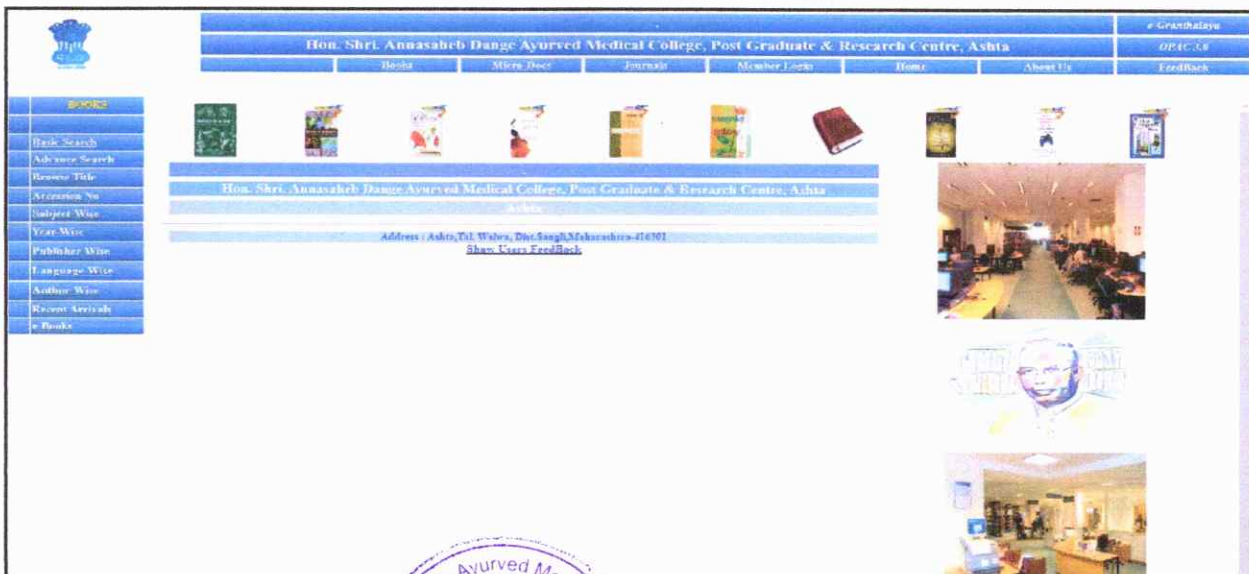 e-Granthalaya
Hon. Shri. Annasaheb Dange Ayurved Medical College, Post Graduate & Research Centre, Ashta
OPAC 3.0
Books Micro Docs Journals Member Login Home About Us FeedBack
BOOKS
Basic Search
Advance Search
Browse Title
Accession No
Subject Wise
Year-Wise
Publisher Wise
Language Wise
Author Wise
Recent Arrivals
e-Books
Hon. Shri. Annasaheb Dange Ayurved Medical College, Post Graduate & Research Centre, Ashta
Ashta
Address : Ashta,Tal. Walwa, Dist.Sangli,Maharashtra-416301
Show Users FeedBack
Ayurved